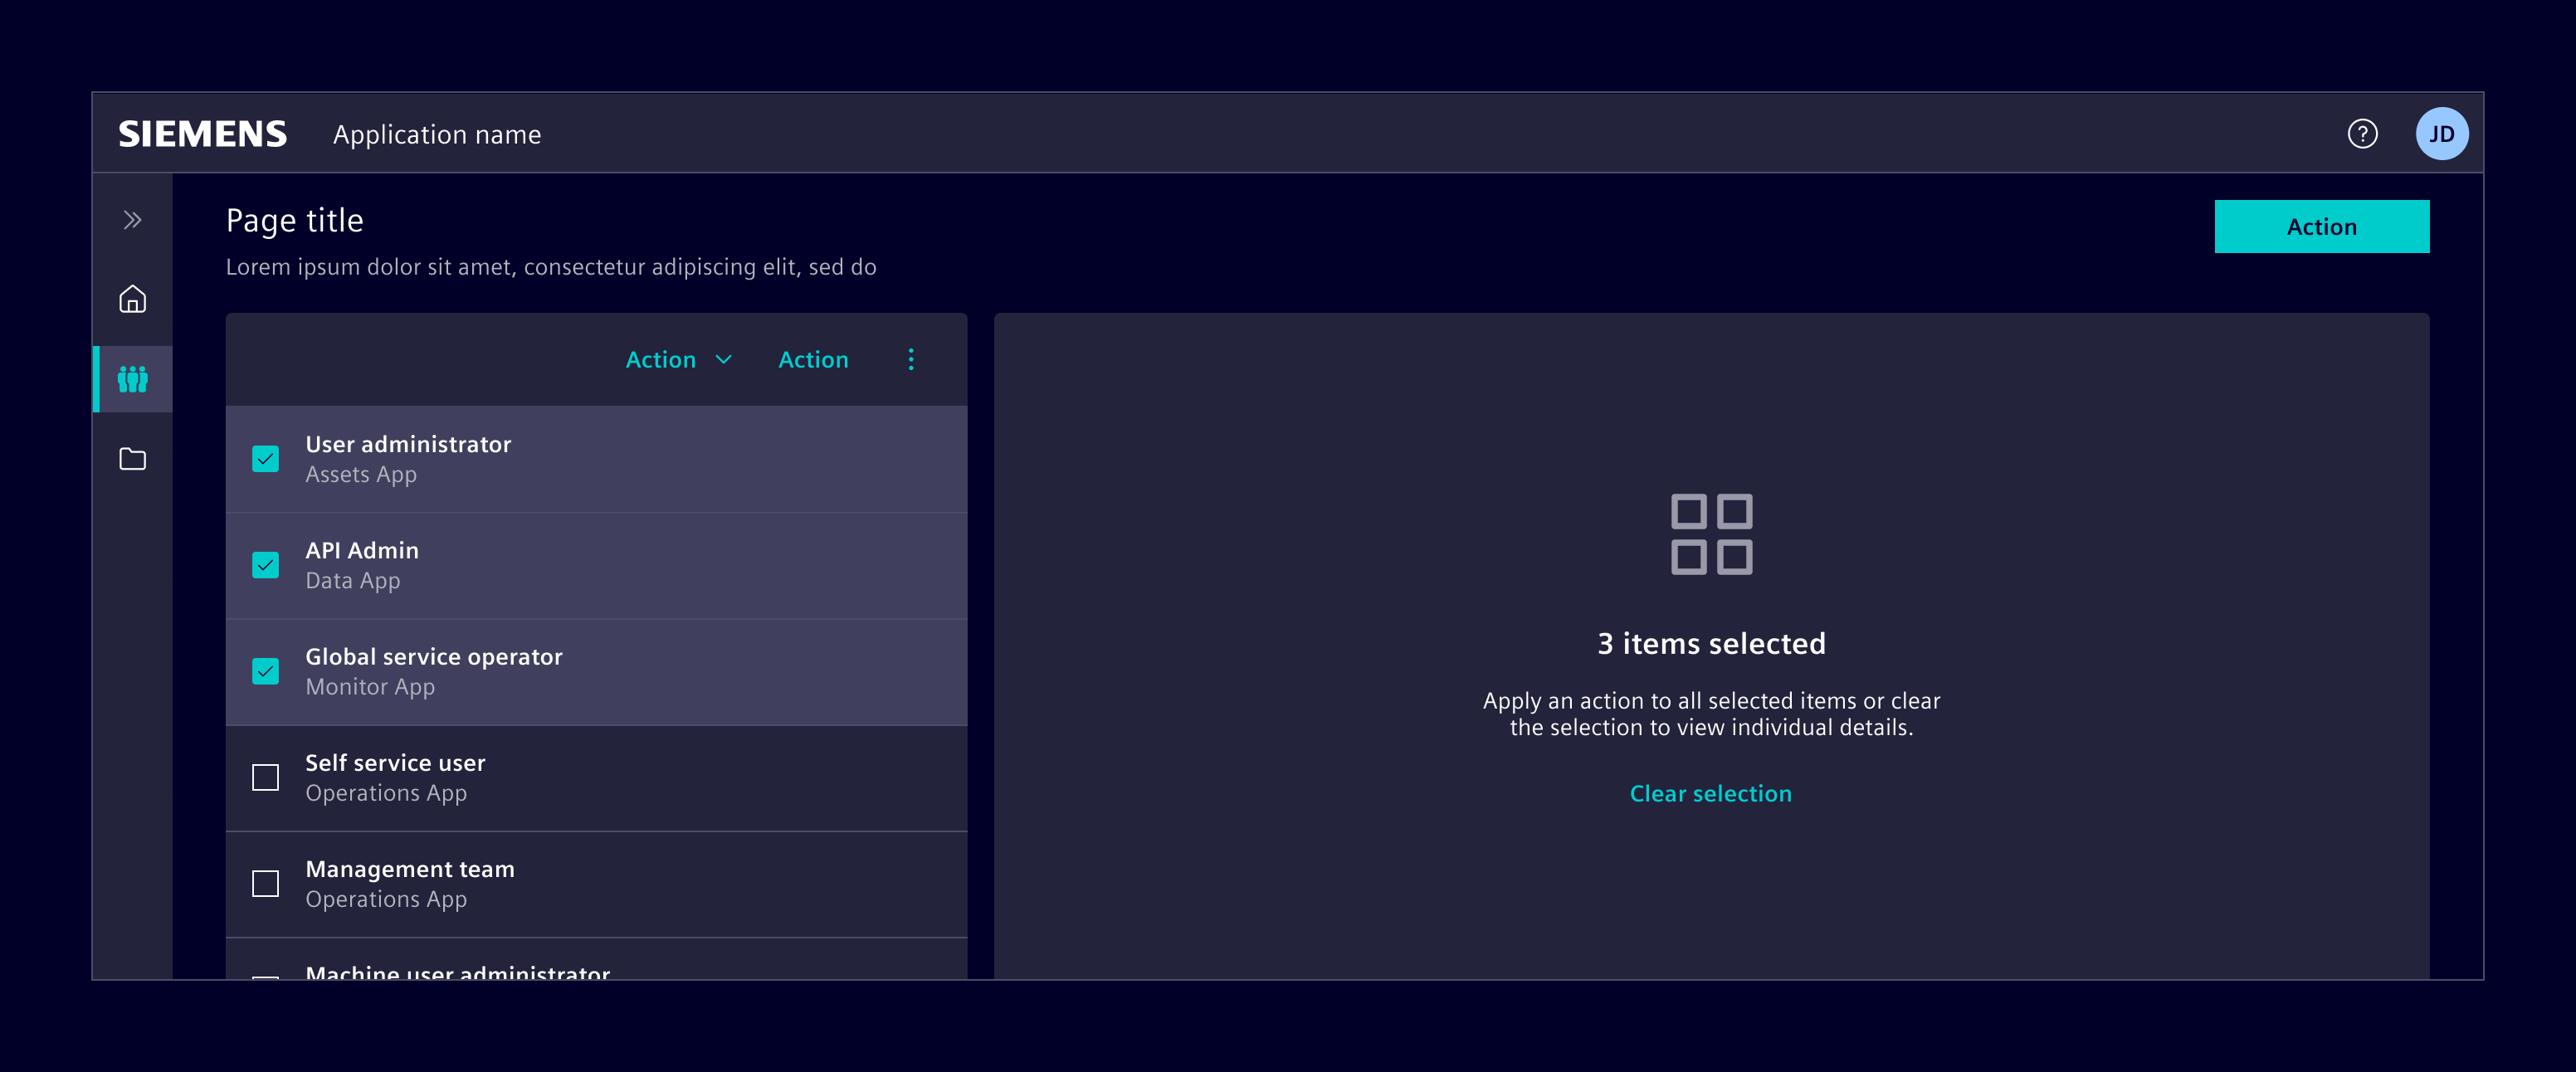 SIEMENS
Application name
?
JD
Page title
Action
Lorem ipsum dolor sit amet, consectetur adipiscing elit, sed do
Action
Action
User administrator
Assets App
API Admin
Data App
Global service operator
Monitor App
Self service user
Operations App
Management team
Operations App
Machine user administrator
3 items selected
Apply an action to all selected items or clear
the selection to view individual details.
Clear selection